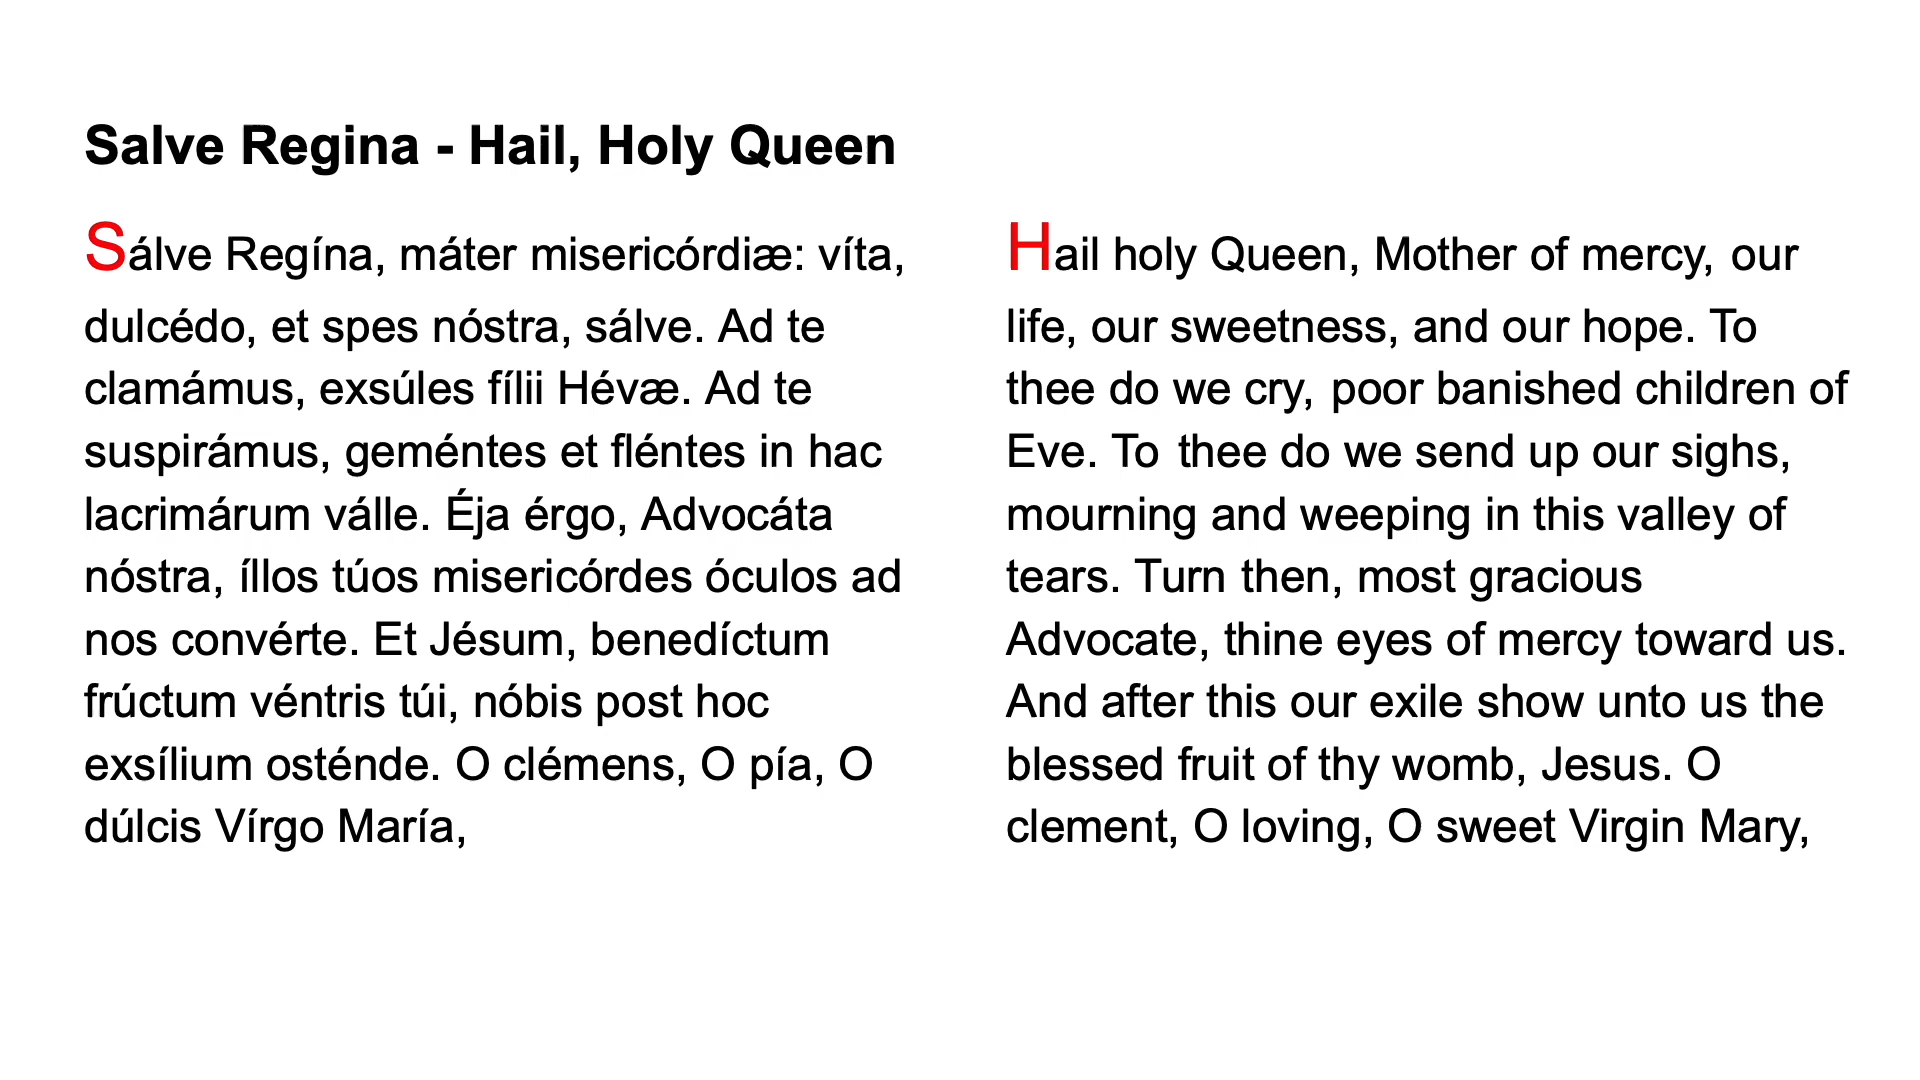 Salve Regina - Hail, Holy Queen
Sálve Regína, máter misericórdiæ: víta,
dulcédo, et spes nóstra, sálve. Ad te
clamámus, exsúles fílii Hévæ. Ad te
suspirámus, geméntes et fléntes in hac
lacrimárum válle. Éja érgo, Advocáta
nóstra, íllos túos misericórdes óculos ad
nos convérte. Et Jésum, benedíctum
frúctum véntris túi, nóbis post hoc
exsílium osténde. O clémens, O pía, O
dúlcis Vírgo María,
Hail holy Queen, Mother of mercy, our
life, our sweetness, and our hope. To
thee do we cry, poor banished children of
Eve. To thee do we send up our sighs,
mourning and weeping in this valley of
tears. Turn then, most gracious
Advocate, thine eyes of mercy toward us.
And after this our exile show unto us the
blessed fruit of thy womb, Jesus. O
clement, O loving, O sweet Virgin Mary,